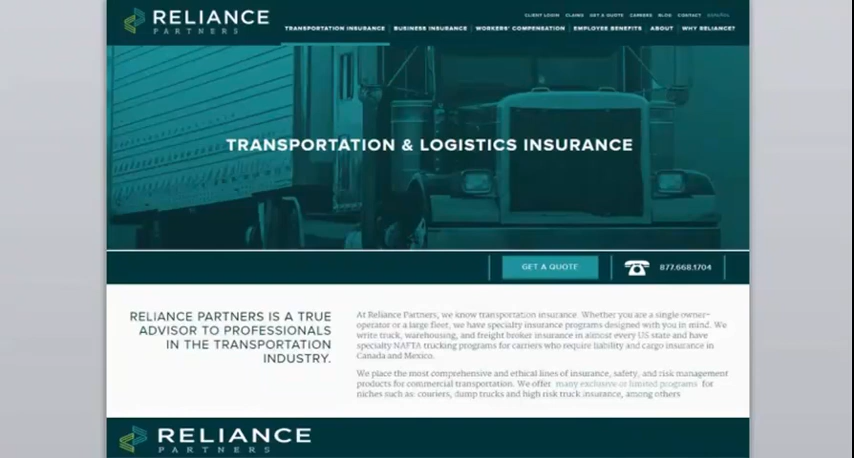 RELIANCE
PARTNERS
CLIENT LOGIN CLAIMS GET A QUOTE CAREERS BLOG CONTACT ESPAÑOL
TRANSPORTATION INSURANCE BUSINESS INSURANCE WORKERS' COMPENSATION EMPLOYEE BENEFITS ABOUT WHY RELIANCE?
TRANSPORTATION & LOGISTICS INSURANCE
GET A QUOTE 877.668.1704
RELIANCE PARTNERS IS A TRUE
ADVISOR TO PROFESSIONALS
IN THE TRANSPORTATION
INDUSTRY.
At Reliance Partners, we know transportation insurance. Whether you are a single owner-
operator or a large fleet, we have specialty insurance programs designed with you in mind. We
write truck, warehousing, and freight broker insurance in almost every US state and have
specialty NAFTA trucking programs for carriers who require liability and cargo insurance in
Canada and Mexico.
We place the most comprehensive and ethical lines of insurance, safety, and risk management
products for commercial transportation. We offer many exclusive or limited programs for
niches such as: couriers, dump trucks and high risk truck insurance, among others
RELIANCE
PARTNERS